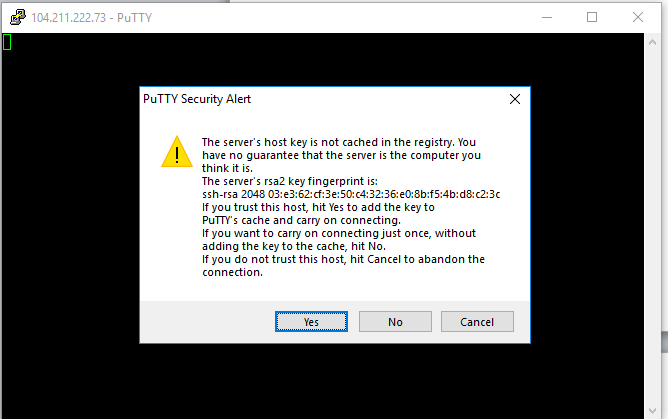 104.211.222.73 - PuTTY
PuTTY Security Alert
The server's host key is not cached in the registry. You
have no guarantee that the server is the computer you
think it is.
The server's rsa2 key fingerprint is:
ssh-rsa 2048 03:e3:62:cf:3e:50:c4:32:36:e0:8b:f5:4b:d8:c2:3c
If you trust this host, hit Yes to add the key to
PuTTY's cache and carry on connecting.
If you want to carry on connecting just once, without
adding the key to the cache, hit No.
If you do not trust this host, hit Cancel to abandon the
connection.
Yes
No
Cancel